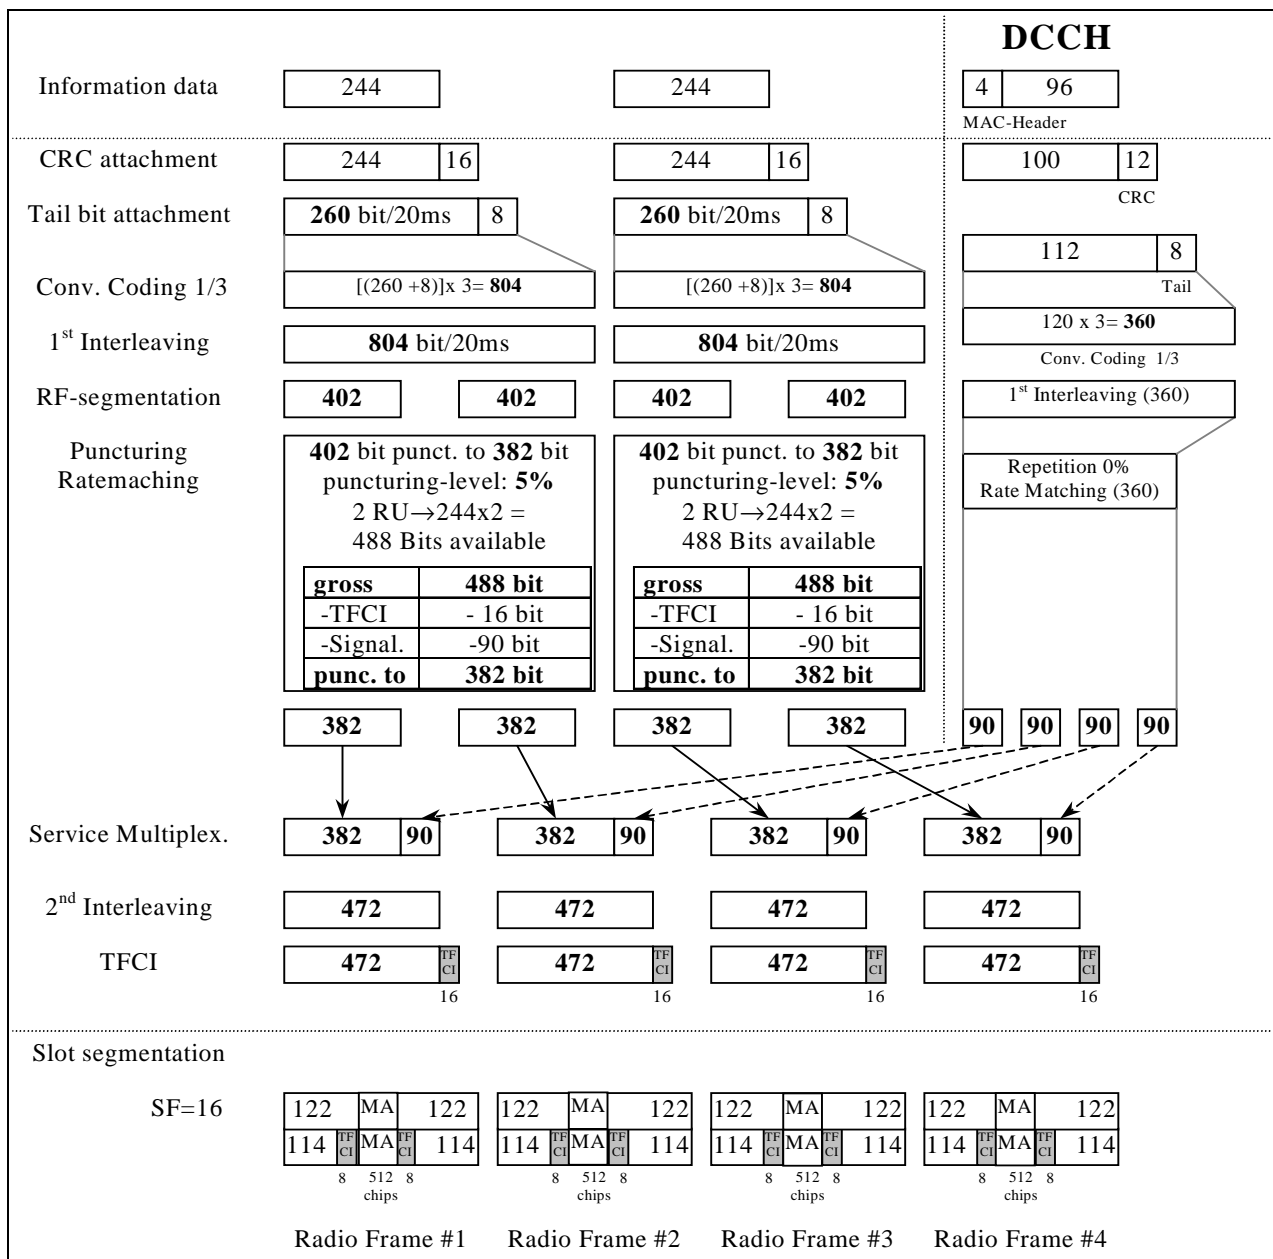 DCCH
Information data 244 244 4 96
MAC-Header
CRC attachment 244 16 244 16 100 12
CRC
Tail bit attachment 260 bit/20ms 8 260 bit/20ms 8
112 8
Tail
Conv. Coding 1/3 [(260 +8)]x 3= 804 [(260 +8)]x 3= 804
120 x 3= 360
Conv. Coding 1/3
1st Interleaving 804 bit/20ms 804 bit/20ms
RF-segmentation 402 402 402 402 1st Interleaving (360)
Puncturing
Ratemaching
402 bit punct. to 382 bit
puncturing-level: 5%
2 RU→244x2 =
488 Bits available
gross 488 bit
-TFCI - 16 bit
-Signal. -90 bit
punc. to 382 bit
402 bit punct. to 382 bit
puncturing-level: 5%
2 RU→244x2 =
488 Bits available
gross 488 bit
-TFCI - 16 bit
-Signal. -90 bit
punc. to 382 bit
Repetition 0%
Rate Matching (360)
382 382 382 382 90 90 90 90
Service Multiplex. 382 90 382 90 382 90 382 90
2nd Interleaving 472 472 472 472
TFCI 472 TF CI 472 TF CI 472 TF CI 472 TF CI
16 16 16 16
Slot segmentation
SF=16 122 MA 122 122 MA 122 122 MA 122 122 MA 122
114 TF CI MA TF CI 114 114 TF CI MA TF CI 114 114 TF CI MA TF CI 114 114 TF CI MA TF CI 114
8 512 8 8 512 8 8 512 8 8 512 8
chips chips chips chips
Radio Frame #1 Radio Frame #2 Radio Frame #3 Radio Frame #4